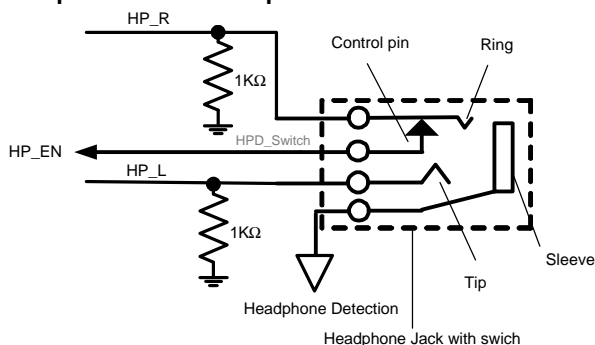 HP_R
Control pin
Ring
1KΩ
HPD_Switch
HP_EN
HP_L
1KΩ
Sleeve
Tip
Headphone Detection
Headphone Jack with swich